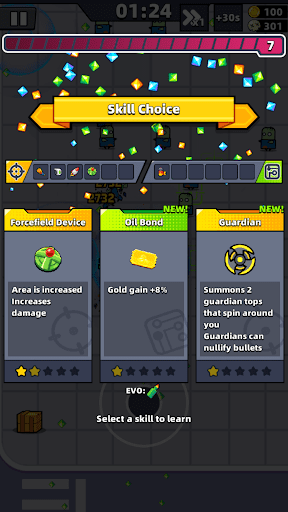 01:24
+30s
100
301
7
Skill Choice
NEW!
NEW!
Forcefield Device
Oil Bond
Guardian
Area is increased
Increases
damage
Gold gain +8%
Summons 2
guardian tops
that spin around
you
Guardians can
nullify bullets
EVO:
Select a skill to learn